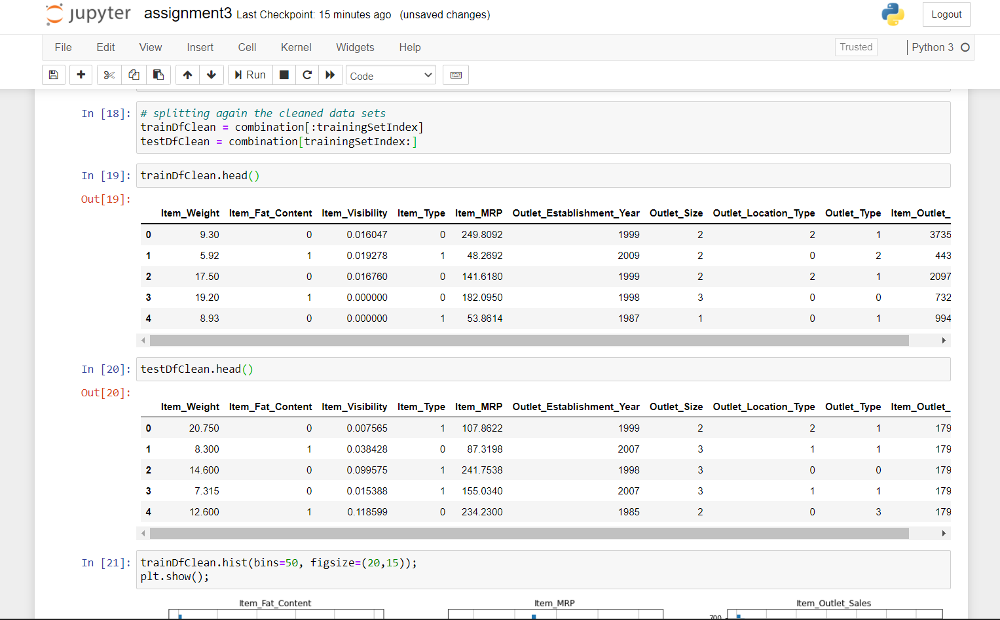 jupyter assignment3 Last Checkpoint: 15 minutes ago (unsaved changes) Logout
File Edit View Insert Cell Kernel Widgets Help Trusted Python 3
Run Code
In [18]: # splitting again the cleaned data sets
trainDfClean = combination[:trainingSetIndex]
testDfClean = combination[trainingSetIndex:]
In [19]: trainDfClean.head()
Out[19]:
Item_Weight Item_Fat_Content Item_Visibility Item_Type Item_MRP Outlet_Establishment_Year Outlet_Size Outlet_Location_Type Outlet_Type Item_Outlet_
0 9.30 0 0.016047 0 249.8092 1999 2 2 1 3735
1 5.92 1 0.019278 1 48.2692 2009 2 0 2 443
2 17.50 0 0.016760 0 141.6180 1999 2 2 1 2097
3 19.20 1 0.000000 0 182.0950 1998 3 0 0 732
4 8.93 0 0.000000 1 53.8614 1987 1 0 1 994
In [20]: testDfClean.head()
Out[20]:
Item_Weight Item_Fat_Content Item_Visibility Item_Type Item_MRP Outlet_Establishment_Year Outlet_Size Outlet_Location_Type Outlet_Type Item_Outlet_
0 20.750 0 0.007565 1 107.8622 1999 2 2 1 179
1 8.300 1 0.038428 0 87.3198 2007 3 1 1 179
2 14.600 0 0.099575 1 241.7538 1998 3 0 0 179
3 7.315 0 0.015388 1 155.0340 2007 3 1 1 179
4 12.600 1 0.118599 0 234.2300 1985 2 0 3 179
In [21]: trainDfClean.hist(bins=50, figsize=(20,15));
plt.show();
Item_Fat_Content Item_MRP Item_Outlet_Sales
700